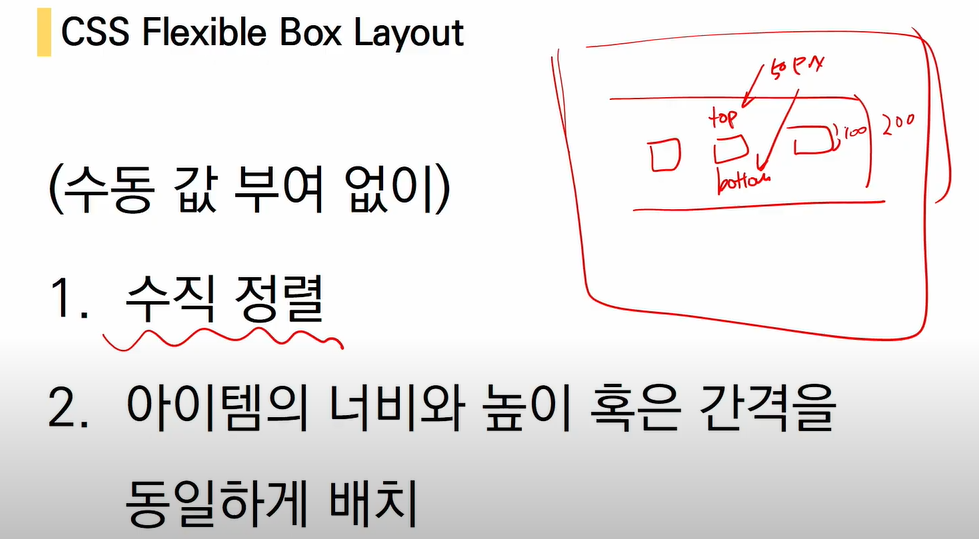 CSS Flexible Box Layout
50px
top
100
200
bottom
(수동 값 부여 없이)
1. 수직 정렬
2. 아이템의 너비와 높이 혹은 간격을
동일하게 배치